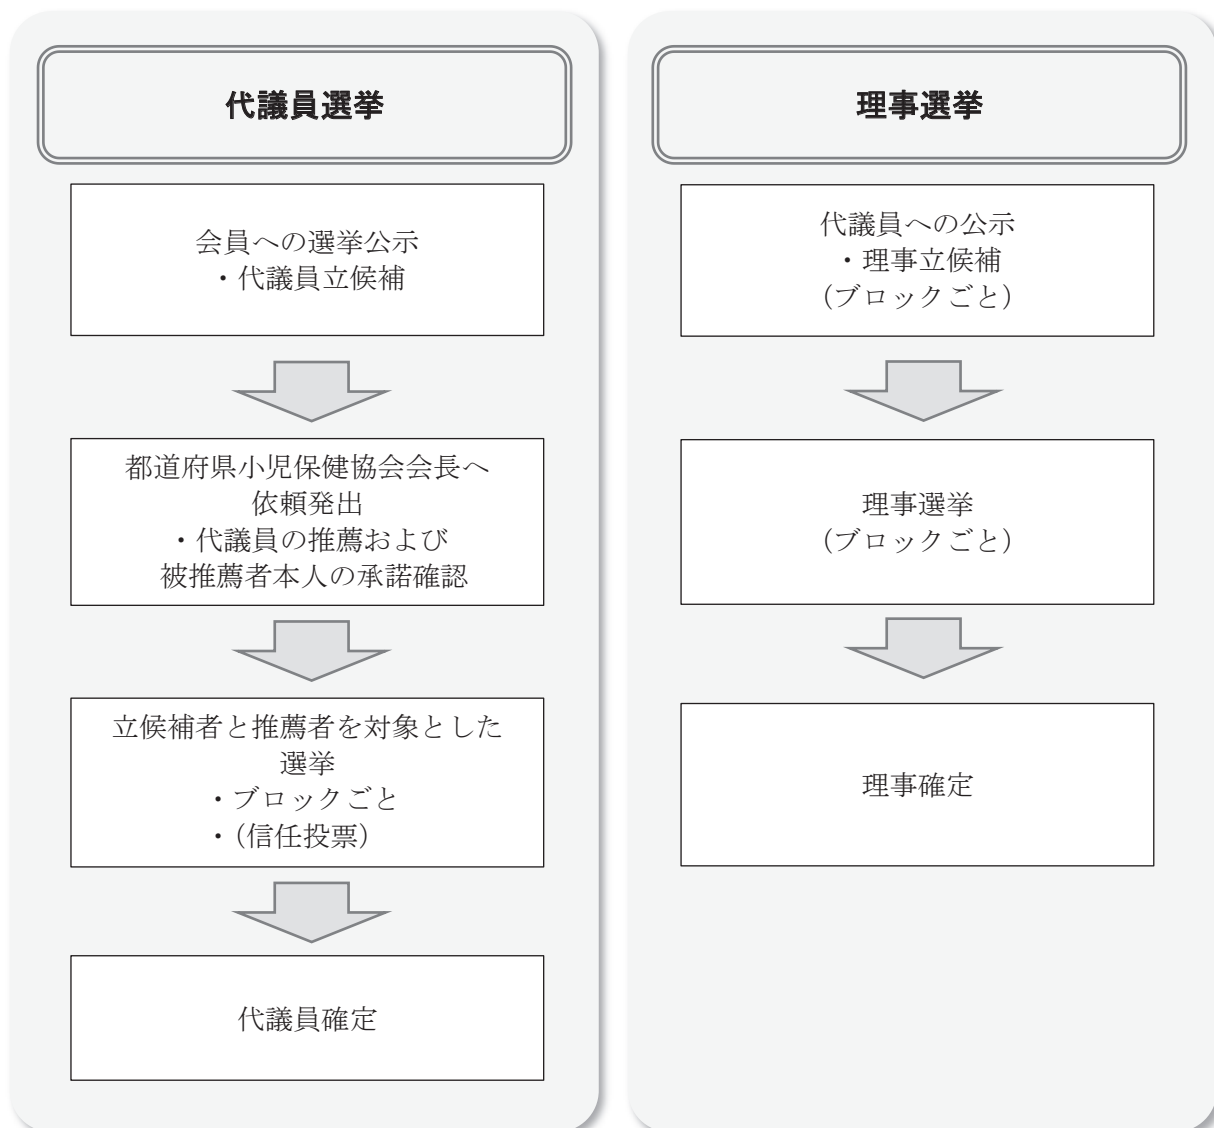 代議員選挙
会員への選挙公示
・代議員立候補
都道府県小児保健協会会長へ
依頼発出
・代議員の推薦および
被推薦者本人の承諾確認
立候補者と推薦者を対象とした
選挙
・ブロックごと
・（信任投票）
代議員確定
理事選挙
代議員への公示
・理事立候補
（ブロックごと）
理事選挙
（ブロックごと）
理事確定